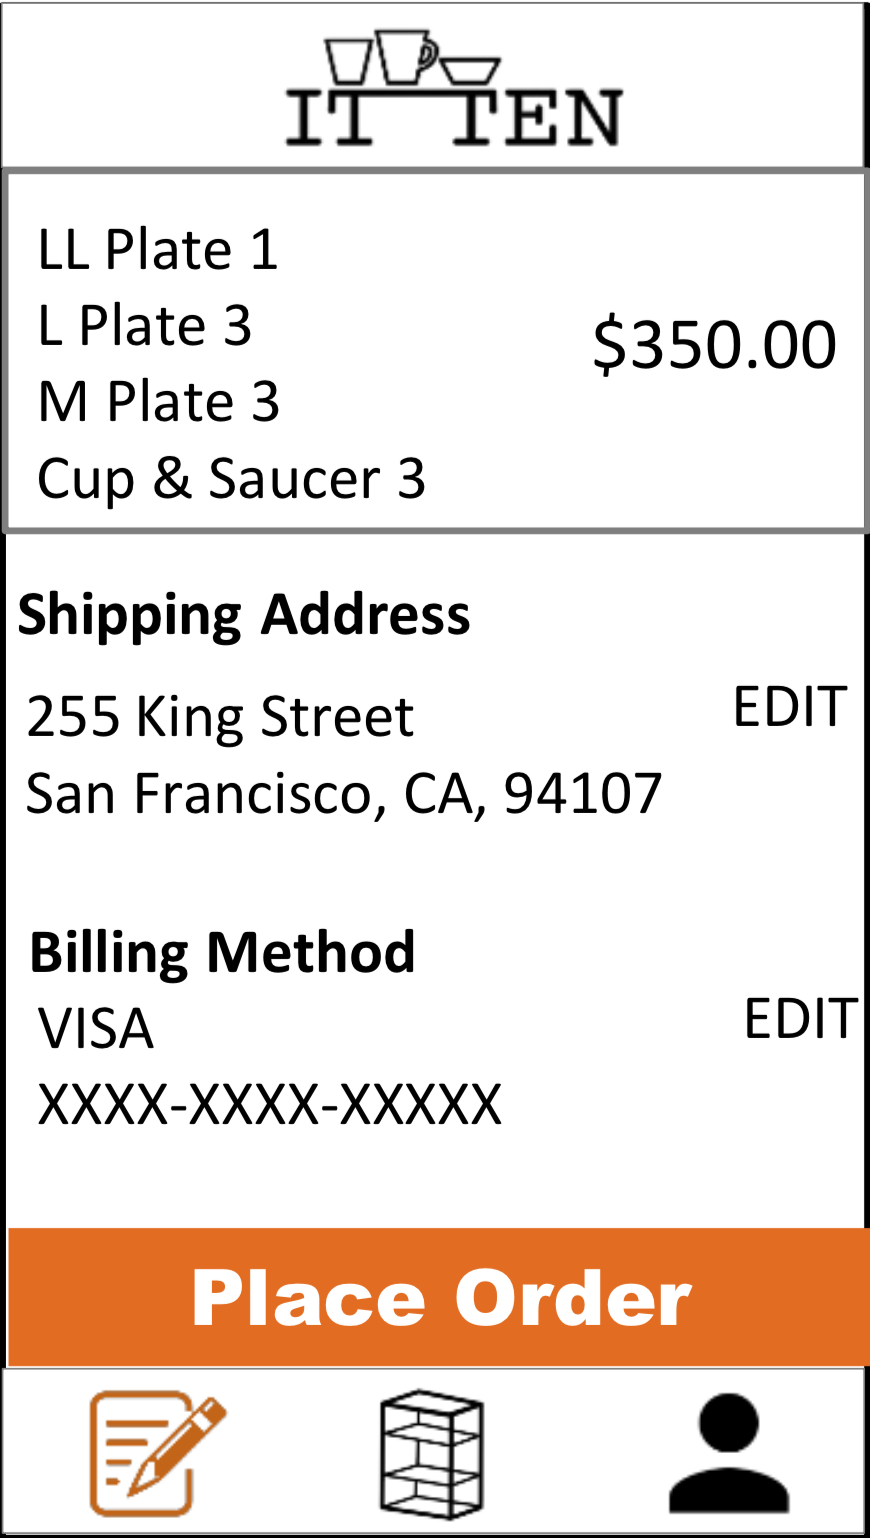 IT TEN
LL Plate 1
L Plate 3
$350.00
M Plate 3
Cup & Saucer 3
Shipping Address
255 King Street
EDIT
San Francisco, CA, 94107
Billing Method
VISA
EDIT
XXXX-XXXX-XXXXX
Place Order